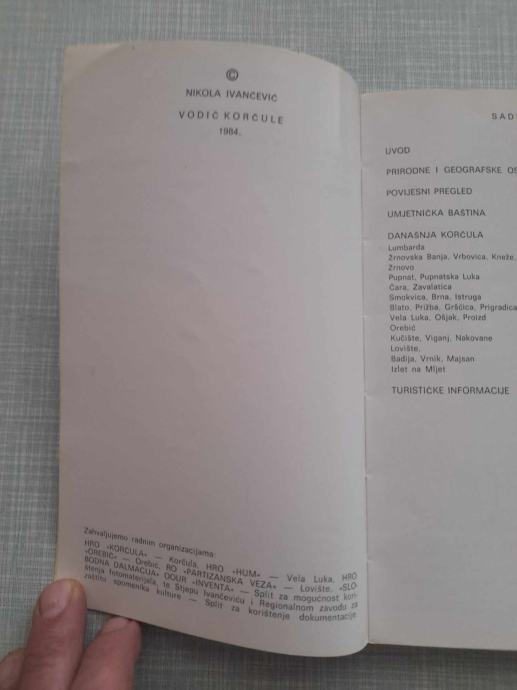 ©
NIKOLA IVANČEVIĆ
VODIČ KORČULE
1984.
Zahvaljujemo radnim organizacijama:
HRO »KORČULA« — Korčula, HRO »HUM« — Vela Luka, HRO
»OREBIĆ« — Orebić, RO »PARTIZANSKA VEZA« — Lovište, »SLO-
BODNA DALMACIJA« OOUR »INVENTA« — Split za mogućnost kori-
štenja fotomaterijala, te Stjepu Ivančeviću i Regionalnom zavodu za
zaštitu spomenika kulture — Split za korištenje dokumentacije
SAD
UVOD
PRIRODNE I GEOGRAFSKE OS
POVIJESNI PREGLED
UMJETNIČKA BAŠTINA
DANAŠNJA KORČULA
Lumbarda
Žrnovska Banja, Vrbovica, Kneže,
Žrnovo
Pupnat, Pupnatska Luka
Čara, Zavalatica
Smokvica, Brna, Istruga
Blato, Prižba, Gršćica, Prigradica
Vela Luka, Ošjak, Proizd
Orebić
Kučište, Viganj, Nakovane
Lovište,
Badija, Vrnik, Majsan
Izlet na Mljet
TURISTIČKE INFORMACIJE